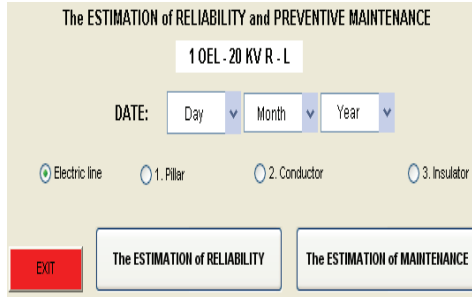 The ESTIMATION of RELIABILITY and PREVENTIVE MAINTENANCE
1 OEL - 20 KV R - L
DATE: Day Month Year
Electric line 1. Pillar 2. Conductor 3. Insulator
EXIT The ESTIMATION of RELIABILITY The ESTIMATION of MAINTENANCE